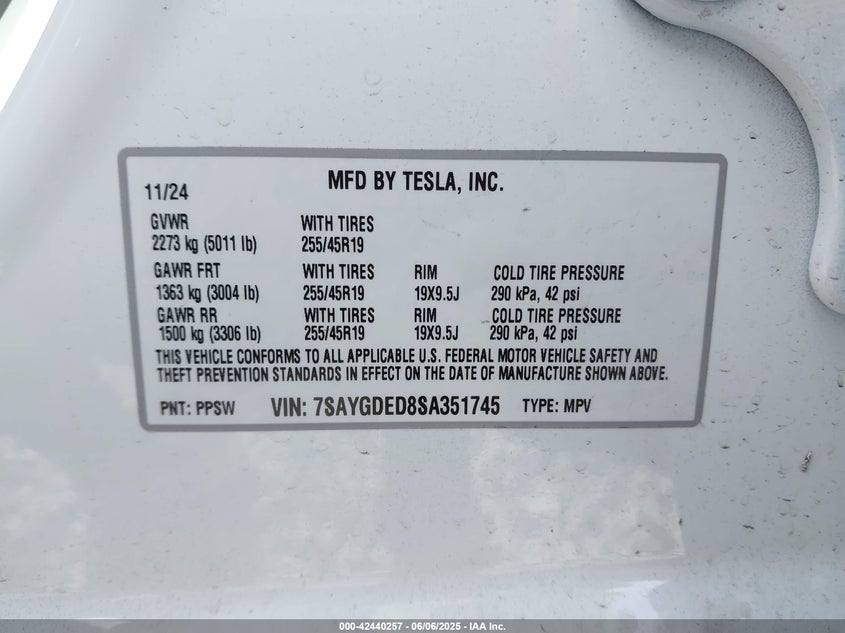 11/24 MFD BY TESLA, INC.
GVWR WITH TIRES
2273 kg (5011 lb) 255/45R19
GAWR FRT WITH TIRES RIM COLD TIRE PRESSURE
1363 kg (3004 lb) 255/45R19 19X9.5J 290 kPa, 42 psi
GAWR RR WITH TIRES RIM COLD TIRE PRESSURE
1500 kg (3306 lb) 255/45R19 19X9.5J 290 kPa, 42 psi
THIS VEHICLE CONFORMS TO ALL APPLICABLE U.S. FEDERAL MOTOR VEHICLE SAFETY AND
THEFT PREVENTION STANDARDS IN EFFECT ON THE DATE OF MANUFACTURE SHOWN ABOVE.
PNT: PPSW VIN: 7SAYGDED8SA351745 TYPE: MPV
000-42440257 - 06/06/2025 - IAA Inc.